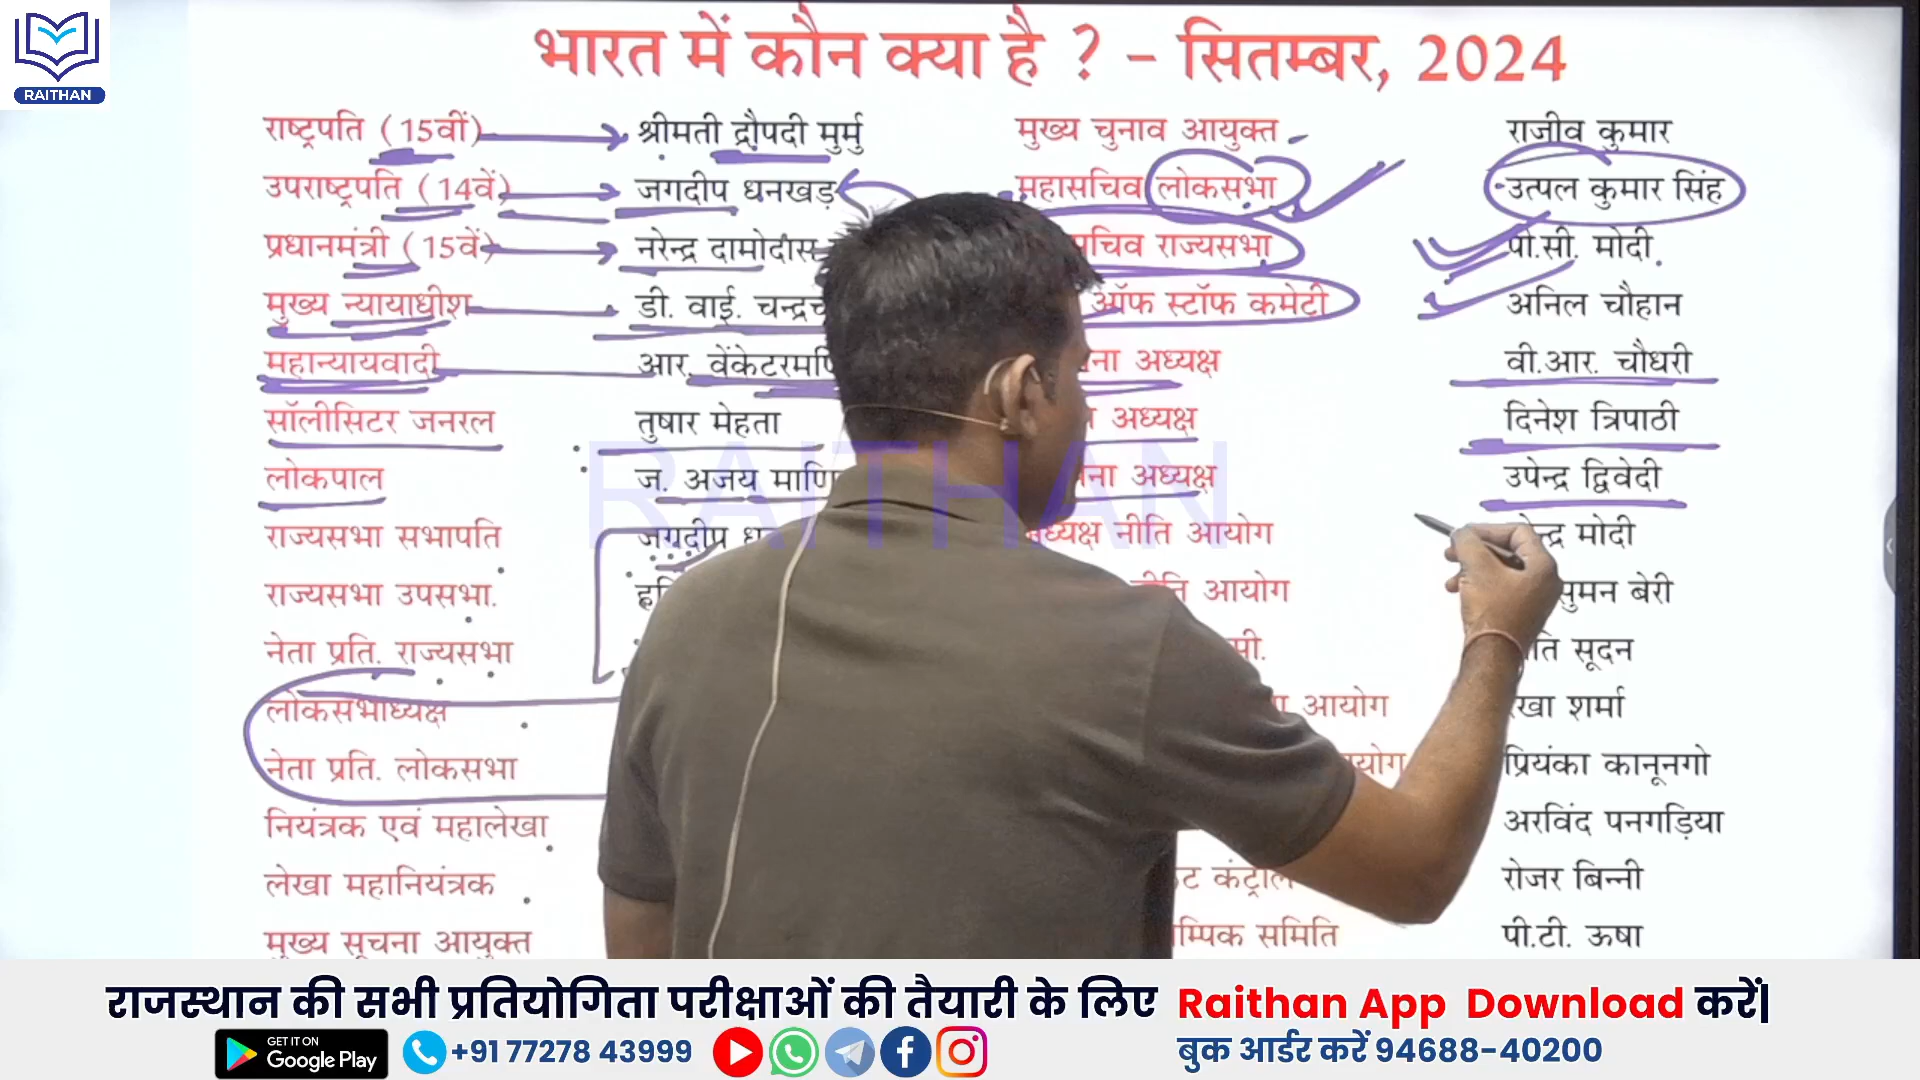 RAITHAN
भारत में कौन क्या है ? - सितम्बर, 2024
राष्ट्रपति (15वीं) श्रीमती द्रौपदी मुर्मु मुख्य चुनाव आयुक्त राजीव कुमार
उपराष्ट्रपति (14वें) जगदीप धनखड़ महासचिव लोकसभा उत्पल कुमार सिंह
प्रधानमंत्री (15वें) नरेन्द्र दामोदास राज्यसभा पी.सी. मोदी
मुख्य न्यायाधीश डी. वाई. ऑफ स्टॉफ कमेटी अनिल चौहान
महान्यायवादी आर. अध्यक्ष वी.आर. चौधरी
सॉलीसिटर जनरल तुषार मेहता अध्यक्ष दिनेश त्रिपाठी
लोकपाल ज. अजय अध्यक्ष उपेन्द्र द्विवेदी
राज्यसभा सभापति जगदीप नीति आयोग मोदी
राज्यसभा उपसभा. आयोग सुमन बेरी
नेता प्रति. राज्यसभा सूदन
लोकसभाध्यक्ष आयोग शर्मा
नेता प्रति. लोकसभा प्रियंका कानूनगो
नियंत्रक एवं महालेखा अरविंद पनगड़िया
लेखा महानियंत्रक रोजर बिन्नी
मुख्य सूचना आयुक्त समिति पी.टी. ऊषा
RAITHAN
राजस्थान की सभी प्रतियोगिता परीक्षाओं की तैयारी के लिए Raithan App Download करें|
GET IT ON
Google Play
+91 77278 43999
बुक आर्डर करें 94688-40200